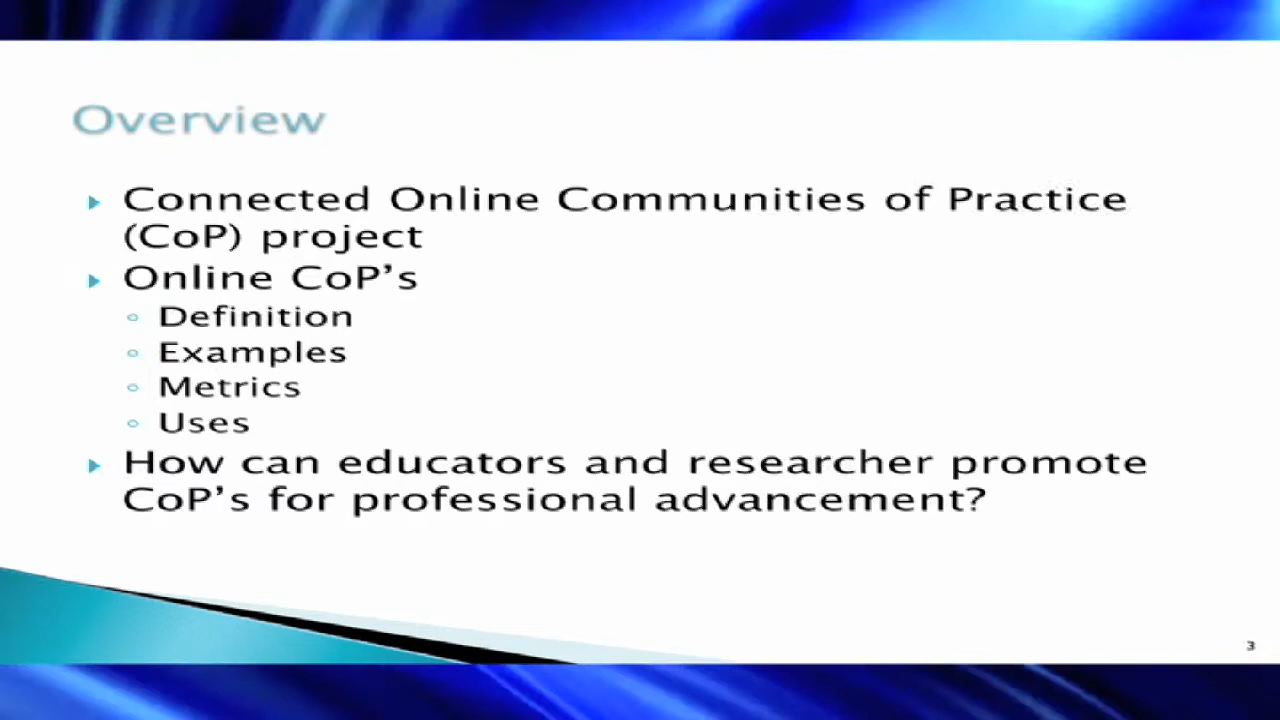 Overview
Connected Online Communities of Practice
(CoP) project
Online CoP’s
Definition
Examples
Metrics
Uses
How can educators and researcher promote
CoP’s for professional advancement?
3